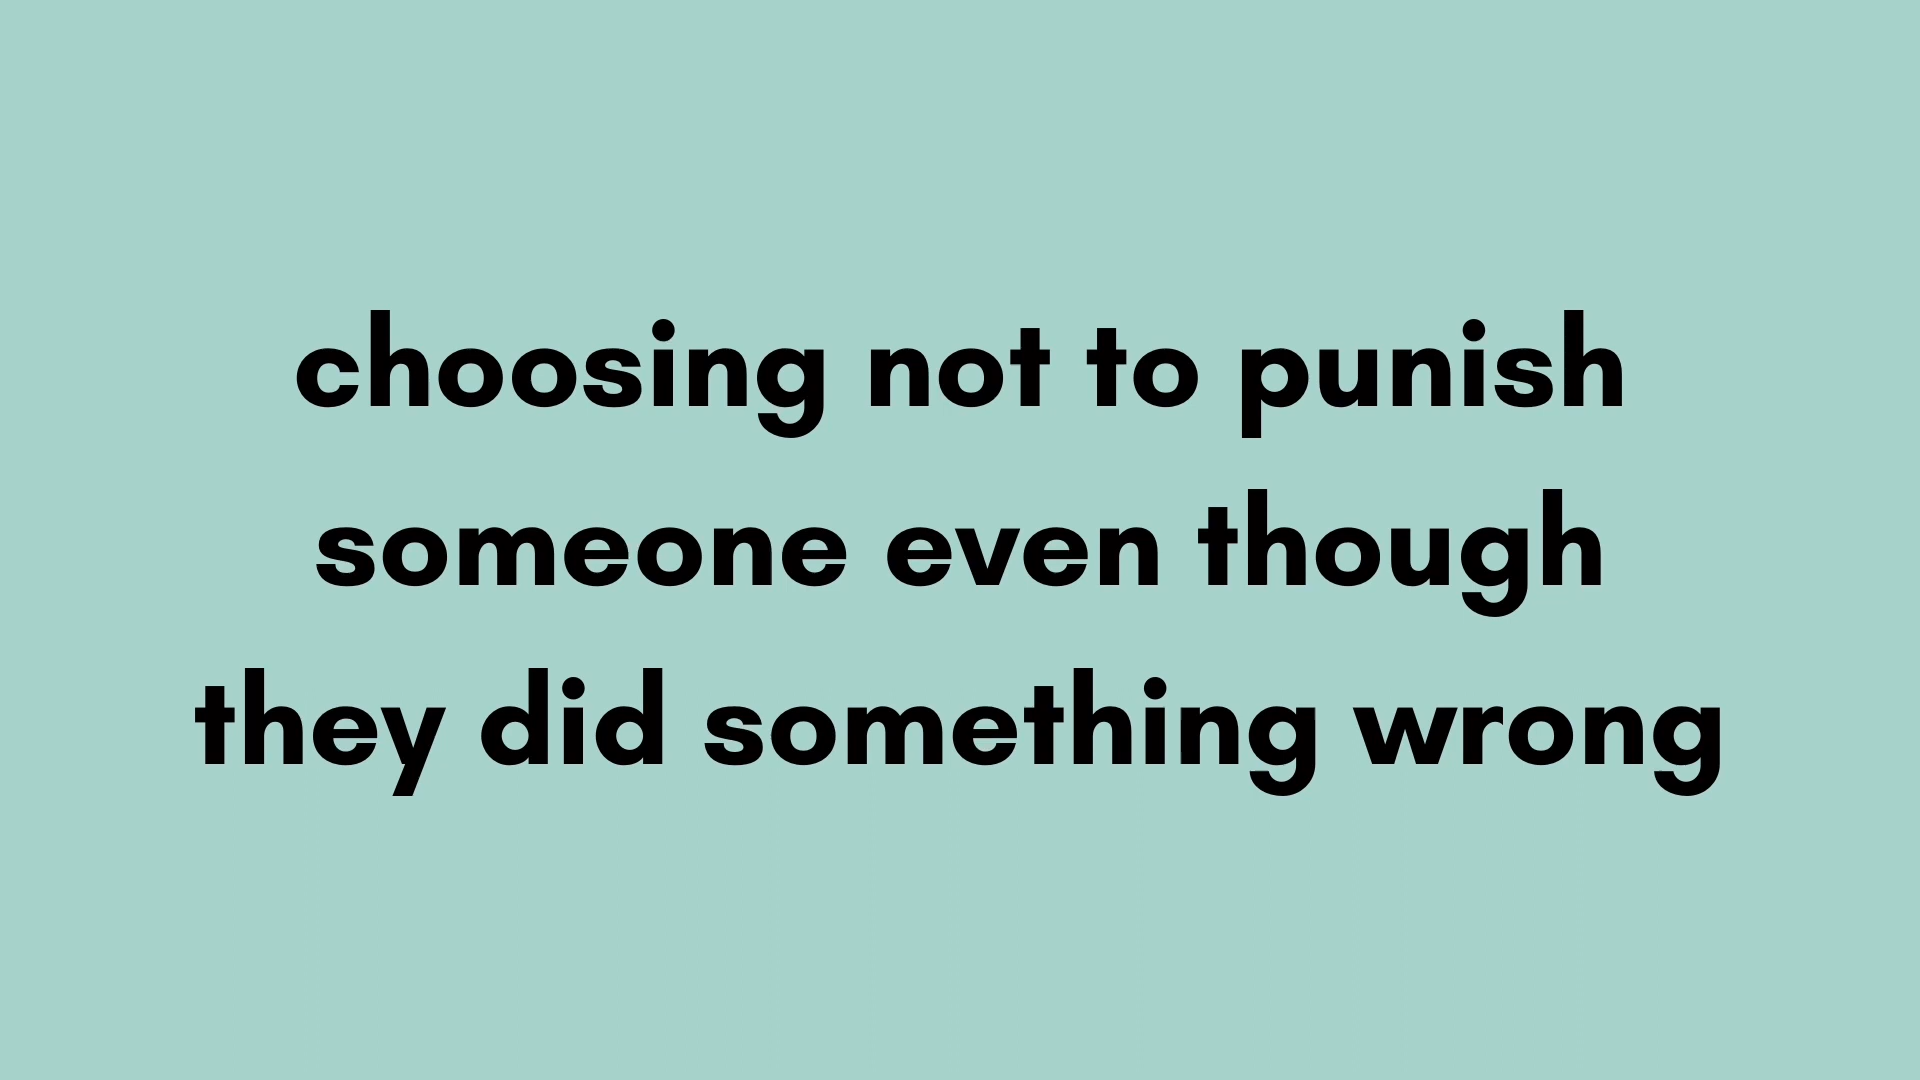 choosing not to punish
someone even though
they did something wrong